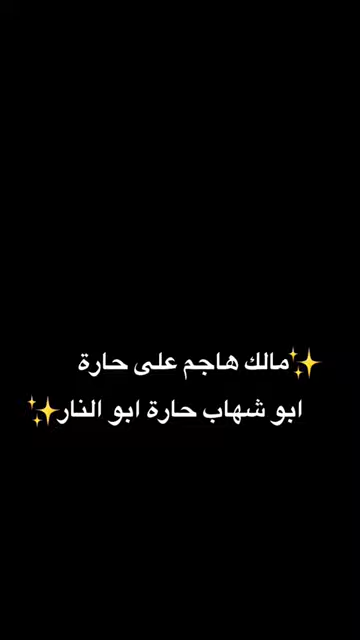 ✨مالك هاجم على حارة
ابو شهاب حارة ابو النار✨